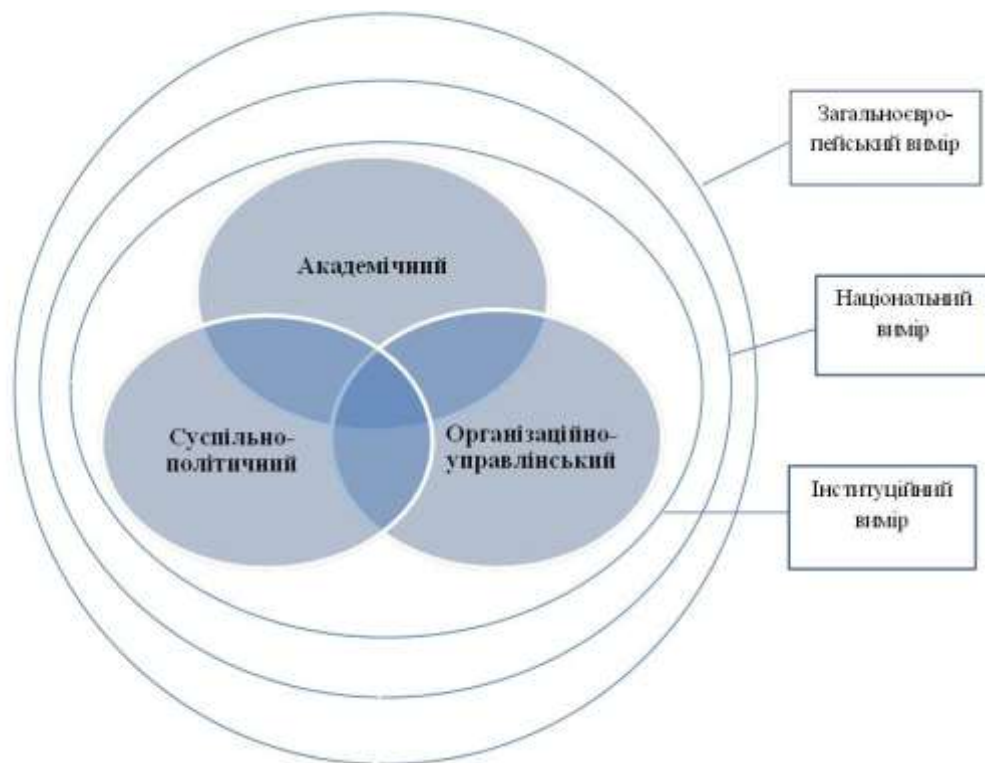 Загальноєвро-
пейський вимір
Академічний
Національний
вимір
Суспільно-
політичний
Організаційно-
управлінський
Інституційний
вимір